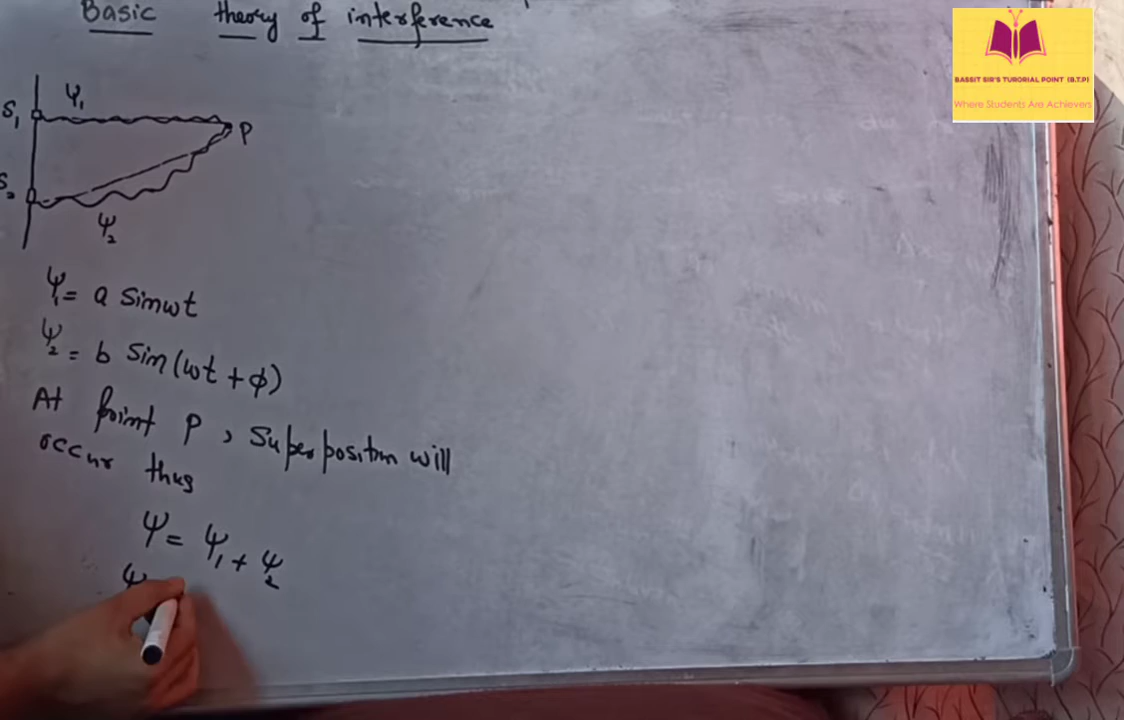 Basic theory of interference
BASSIT SIR'S TURORIAL POINT (B.T.P)
Where Students Are Achievers
S₁ Ψ₁ P
S₂ Ψ₂
Ψ₁ = a Sinωt
Ψ₂ = b Sin(ωt + ϕ)
At Point P, Superposition will
occur thus
Ψ = Ψ₁ + Ψ₂
Ψ